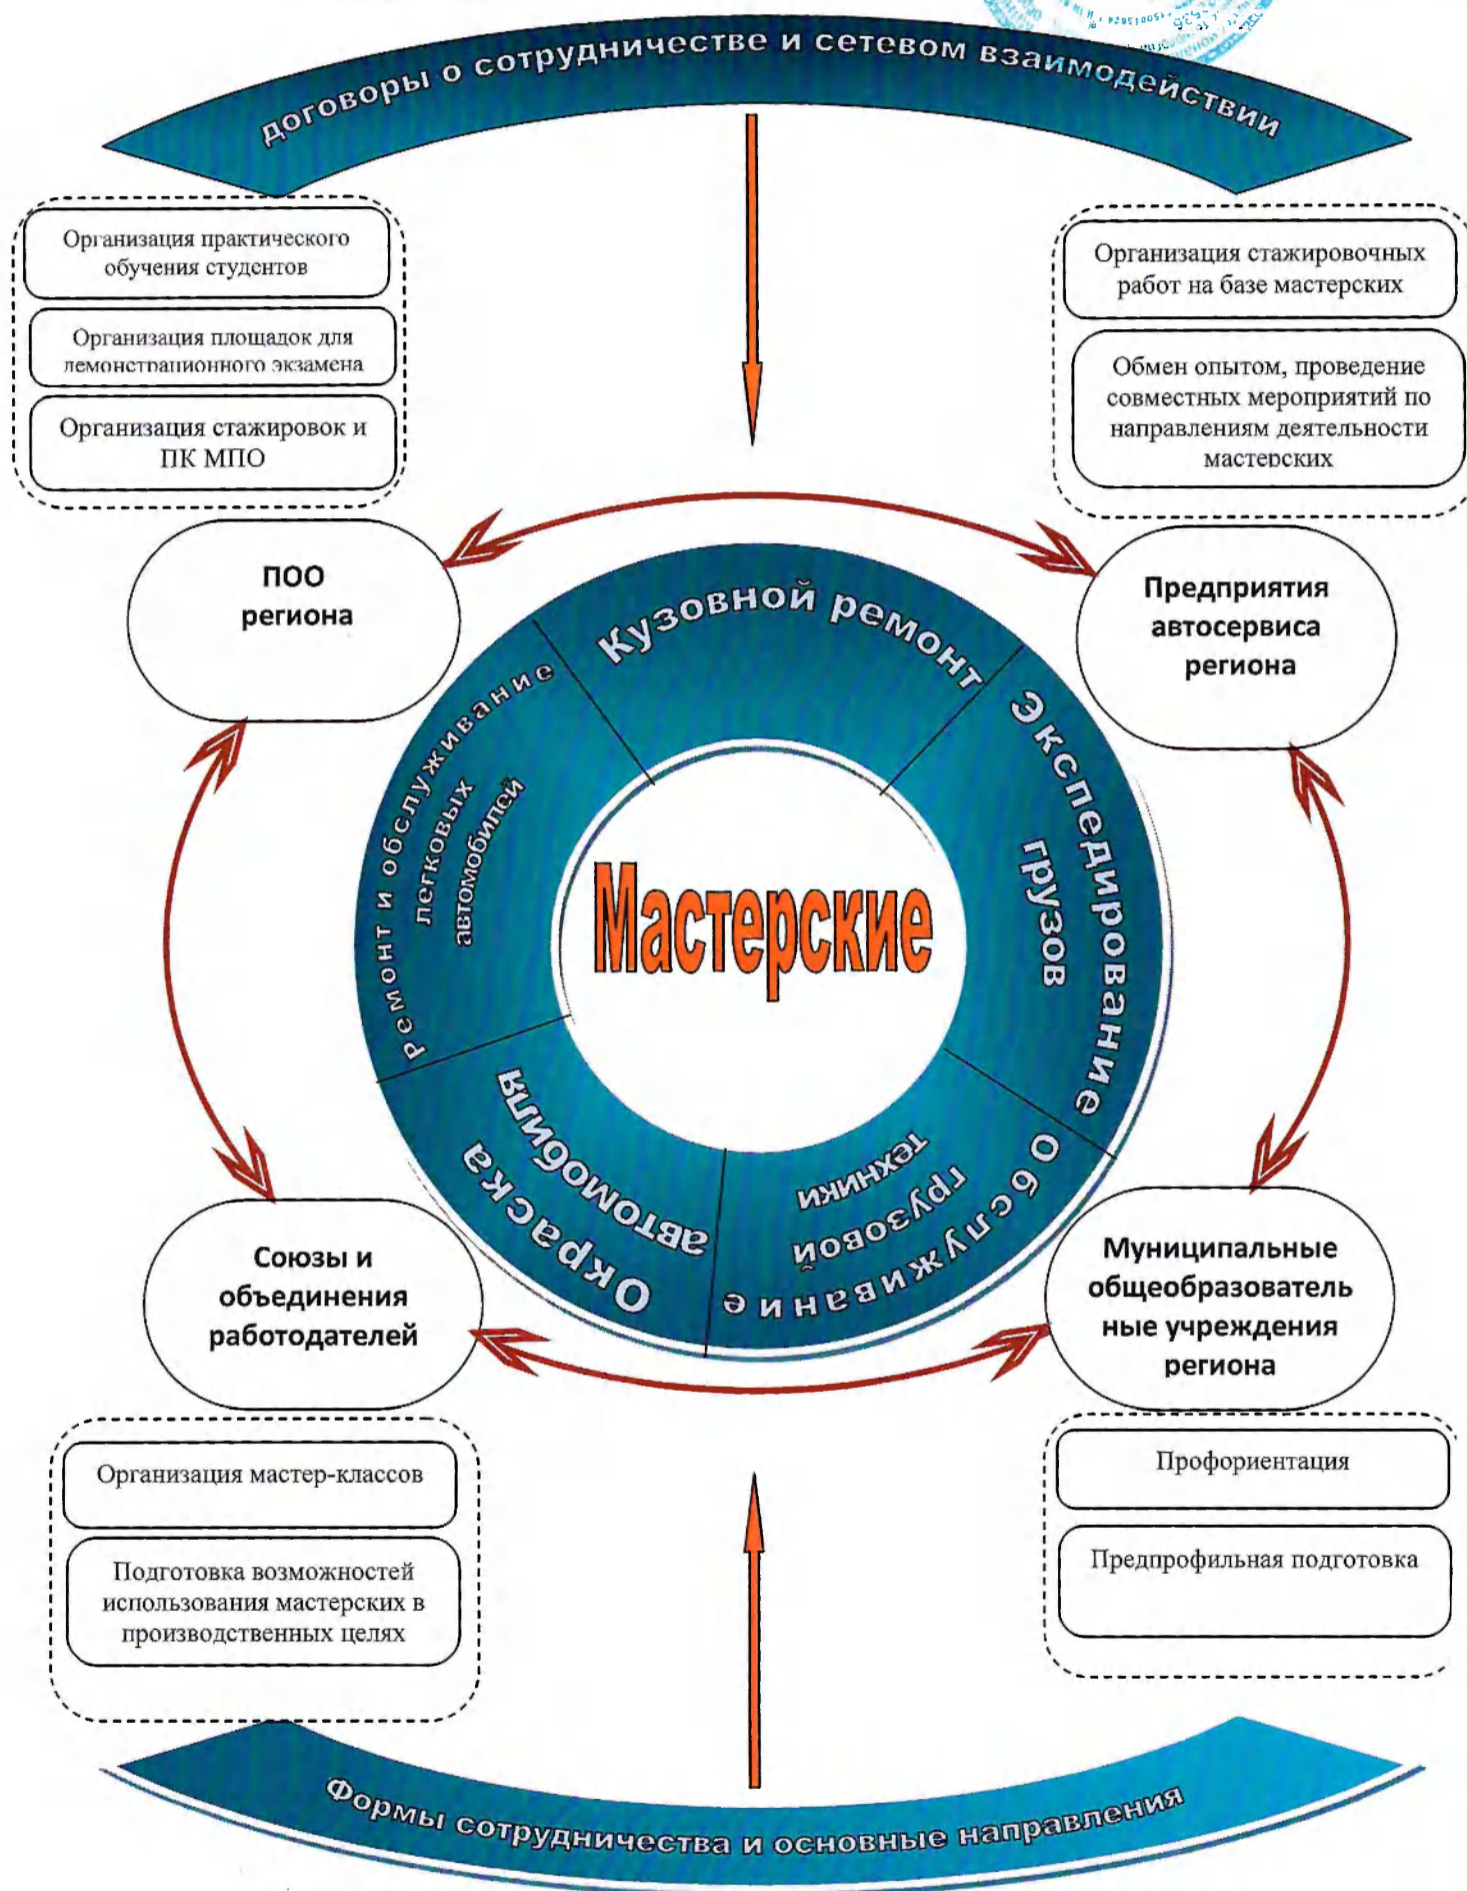 договоры о сотрудничестве и сетевом взаимодействии
Организация практического
обучения студентов
Организация площадок для
демонстрационного экзамена
Организация стажировок и
ПК МПО
Организация стажировочных
работ на базе мастерских
Обмен опытом, проведение
совместных мероприятий по
направлениям деятельности
мастерских
ПОО
региона
Предприятия
автосервиса
региона
Кузовной ремонт
Экспедирование
грузов
Обслуживание
грузовой
техники
Окраска
автомобиля
Ремонт и обслуживание
легковых
автомобилей
Мастерские
Союзы и
объединения
работодателей
Муниципальные
общеобразователь
ные учреждения
региона
Организация мастер-классов
Подготовка возможностей
использования мастерских в
производственных целях
Профориентация
Предпрофильная подготовка
Формы сотрудничества и основные направления